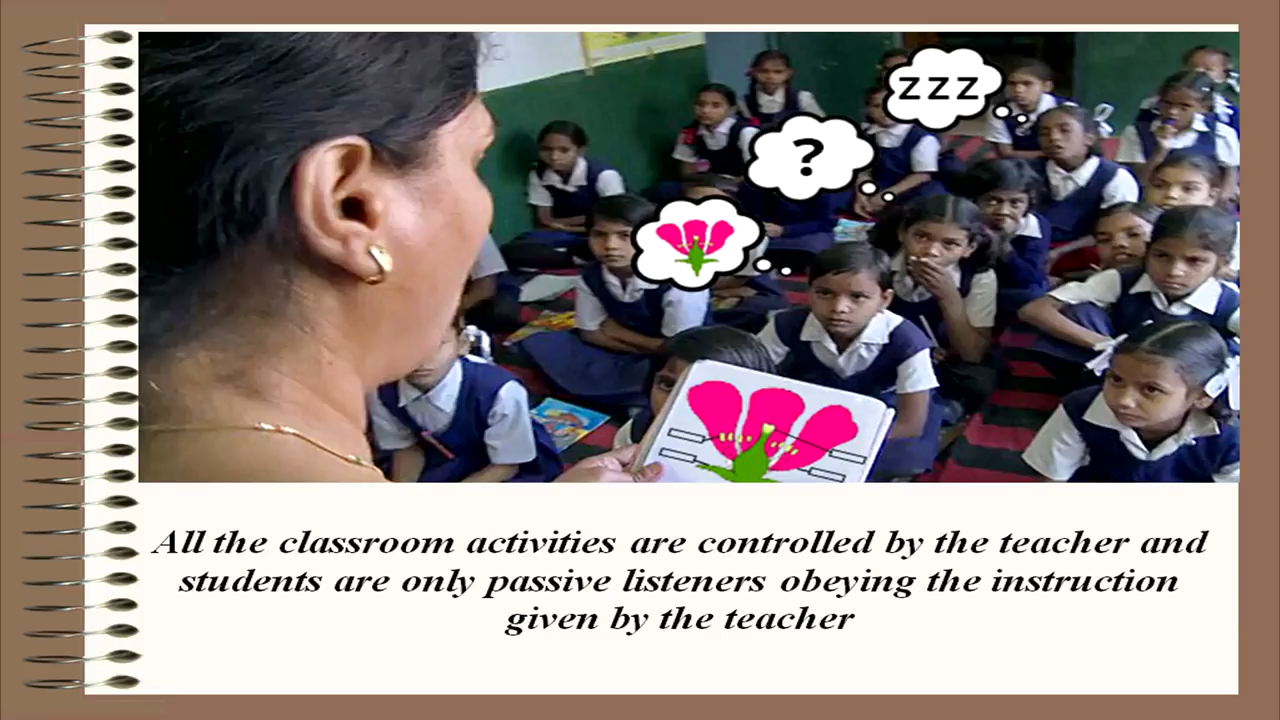 zzz
?
All the classroom activities are controlled by the teacher and
students are only passive listeners obeying the instruction
given by the teacher